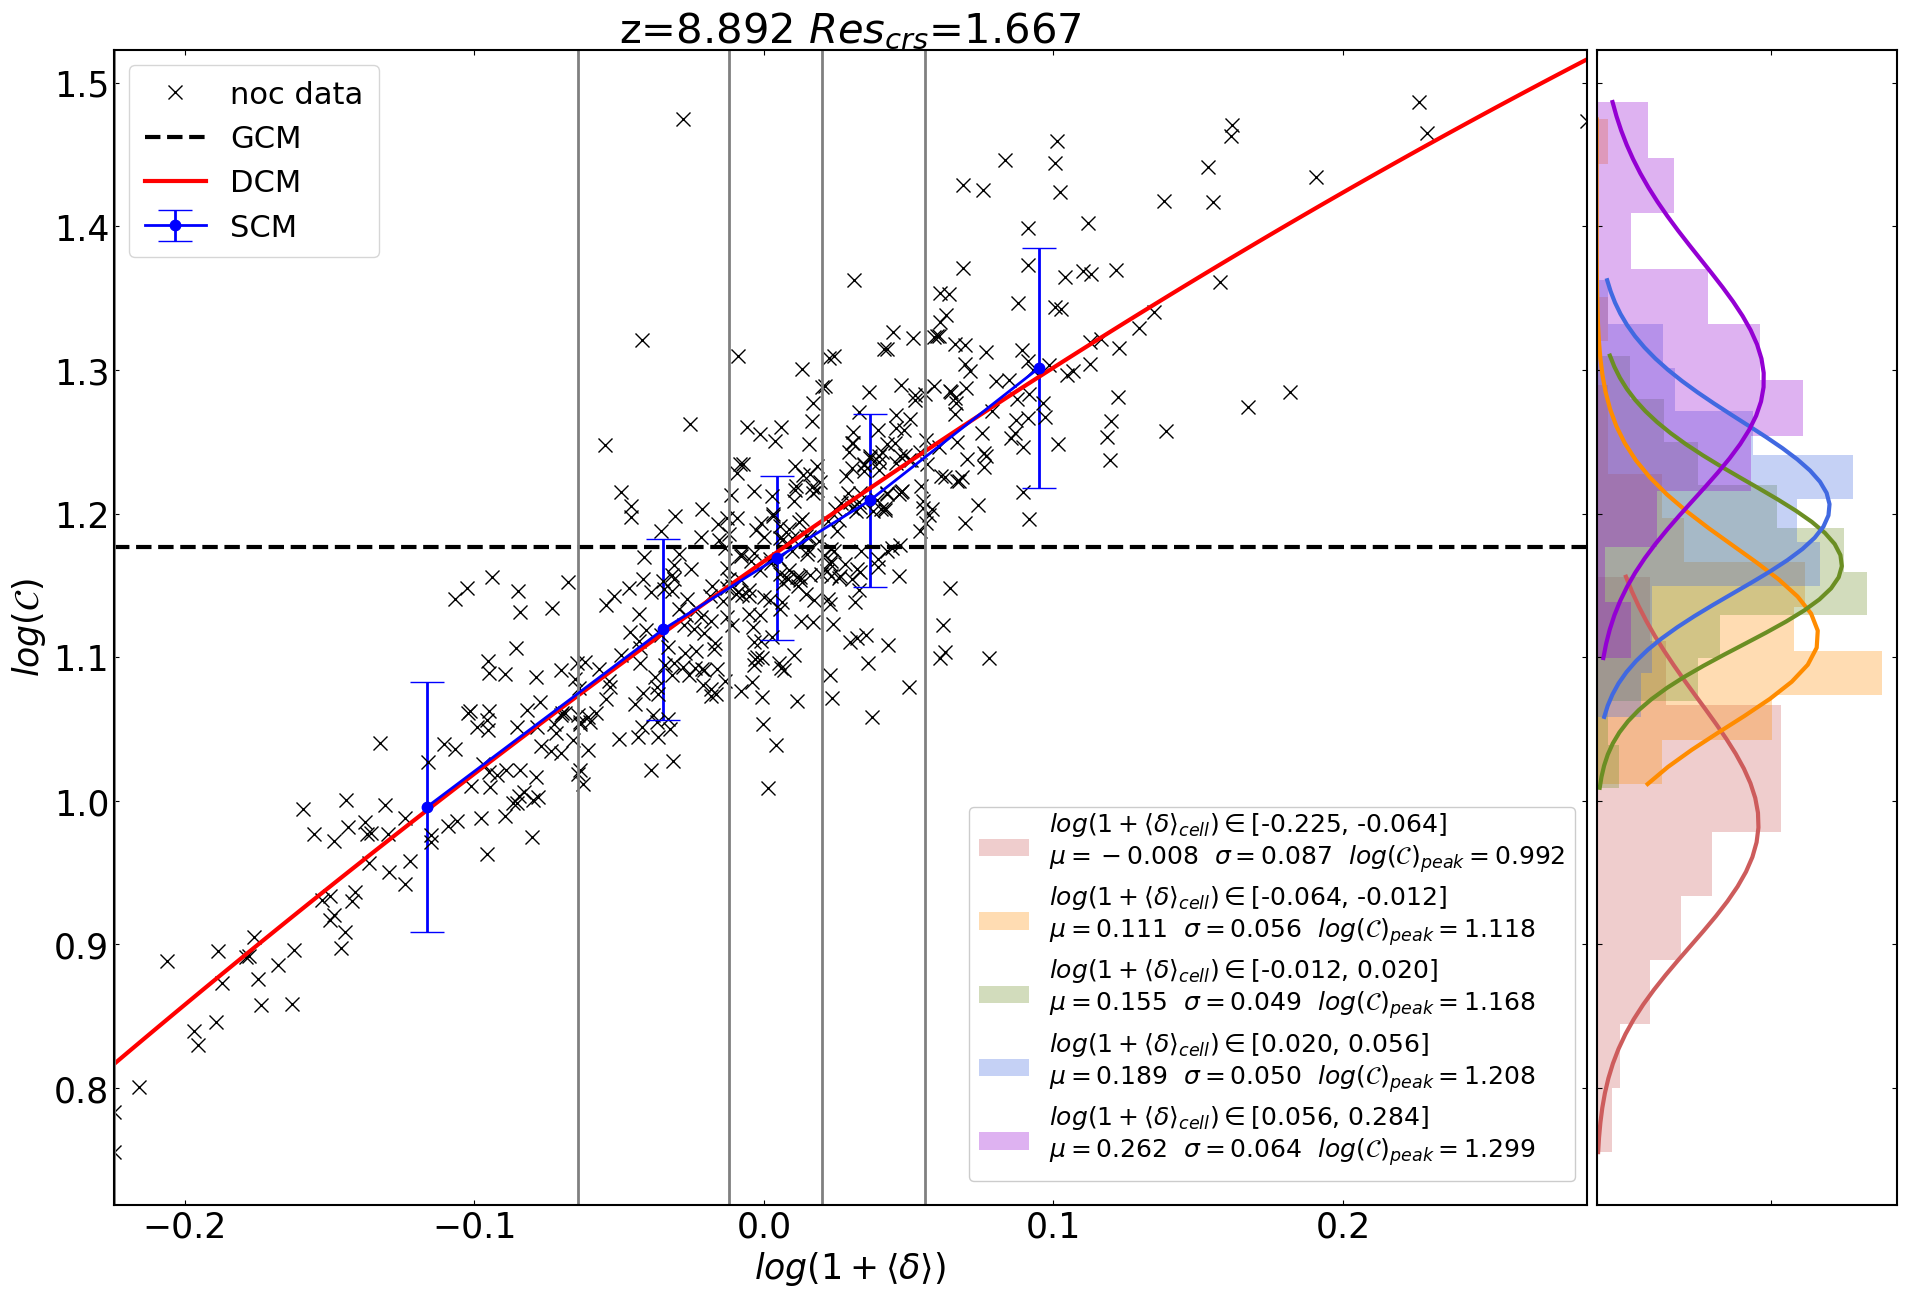 z=8.892 Res_crs=1.667
noc data
GCM
DCM
SCM
1.5
1.4
1.3
1.2
1.1
1.0
0.9
0.8
log(𝒞)
log(1 + ⟨δ⟩_cell) ∈ [-0.225, -0.064]
μ = −0.008 σ = 0.087 log(𝒞)_peak = 0.992
log(1 + ⟨δ⟩_cell) ∈ [-0.064, -0.012]
μ = 0.111 σ = 0.056 log(𝒞)_peak = 1.118
log(1 + ⟨δ⟩_cell) ∈ [-0.012, 0.020]
μ = 0.155 σ = 0.049 log(𝒞)_peak = 1.168
log(1 + ⟨δ⟩_cell) ∈ [0.020, 0.056]
μ = 0.189 σ = 0.050 log(𝒞)_peak = 1.208
log(1 + ⟨δ⟩_cell) ∈ [0.056, 0.284]
μ = 0.262 σ = 0.064 log(𝒞)_peak = 1.299
−0.2 −0.1 0.0 0.1 0.2
log(1 + ⟨δ⟩)